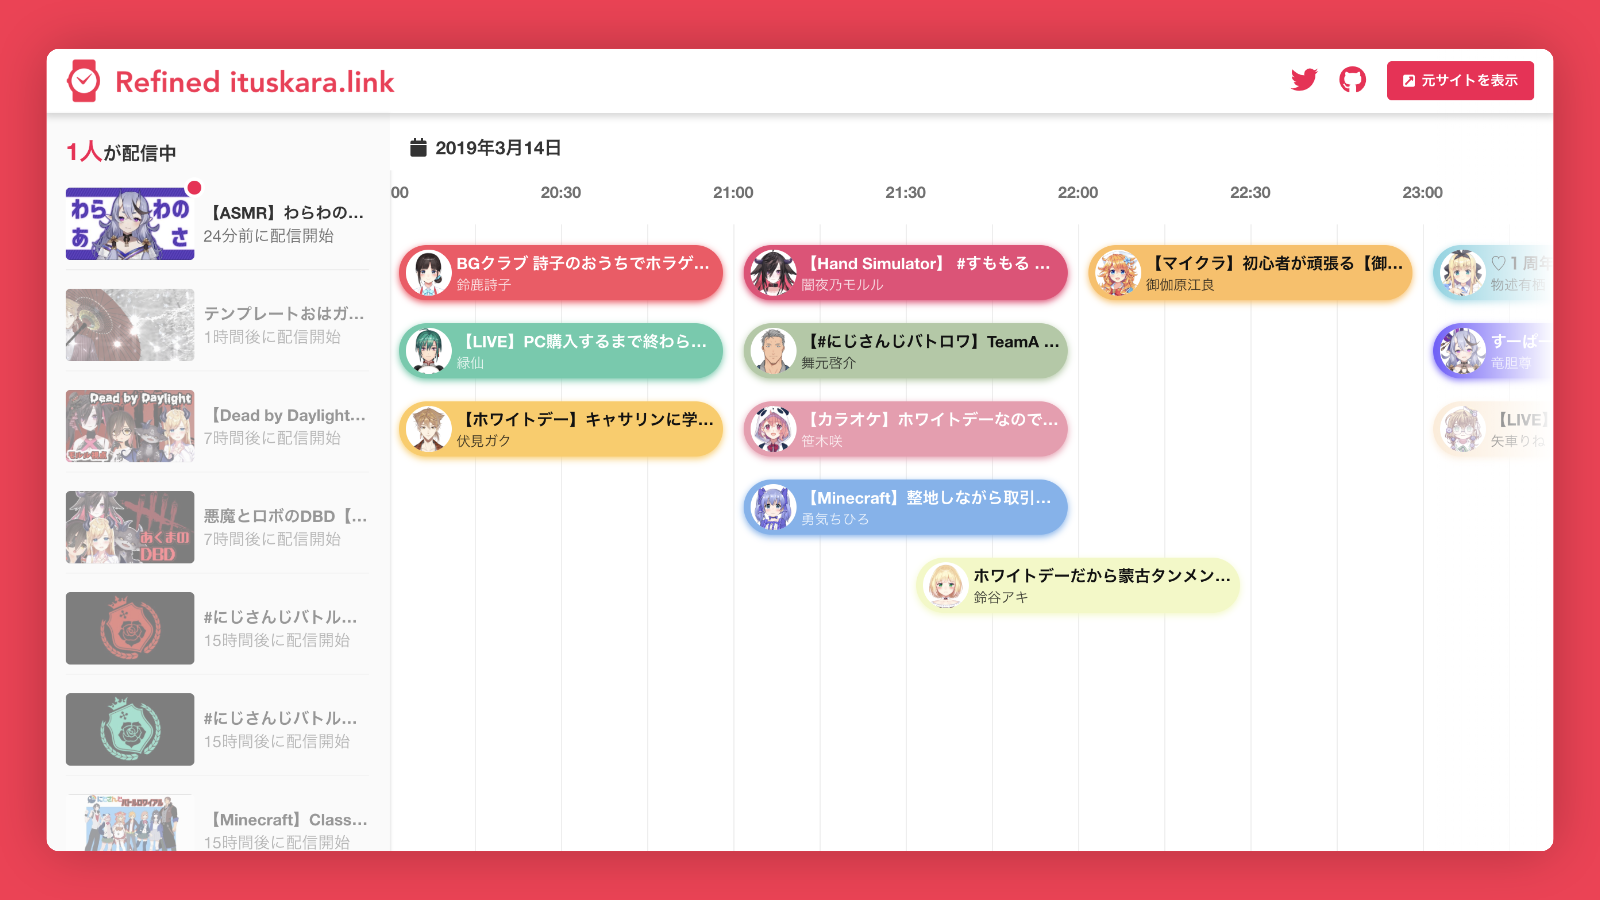 Refined ituskara.link
元サイトを表示
1人が配信中
わら わの
あ さ
【ASMR】わらわの...
24分前に配信開始
テンプレートおはガ...
1時間後に配信開始
Dead by Daylight
【Dead by Daylight...
7時間後に配信開始
あくまの
DBD
悪魔とロボのDBD【...
7時間後に配信開始
#にじさんじバトル...
15時間後に配信開始
#にじさんじバトル...
15時間後に配信開始
バトルロワイアル
【Minecraft】Class...
15時間後に配信開始
2019年3月14日
00 20:30 21:00 21:30 22:00 22:30 23:00
BGクラブ 詩子のおうちでホラゲ...
鈴鹿詩子
【Hand Simulator】 #すももる ...
闇夜乃モルル
【マイクラ】初心者が頑張る【御...
御伽原江良
♡１周年
物述有栖
【LIVE】PC購入するまで終わら...
緑仙
【#にじさんじバトロワ】TeamA ...
舞元啓介
すーぱー
竜胆尊
【ホワイトデー】キャサリンに学...
伏見ガク
【カラオケ】ホワイトデーなので...
笹木咲
【LIVE】
矢車りね
【Minecraft】整地しながら取引...
勇気ちひろ
ホワイトデーだから蒙古タンメン...
鈴谷アキ